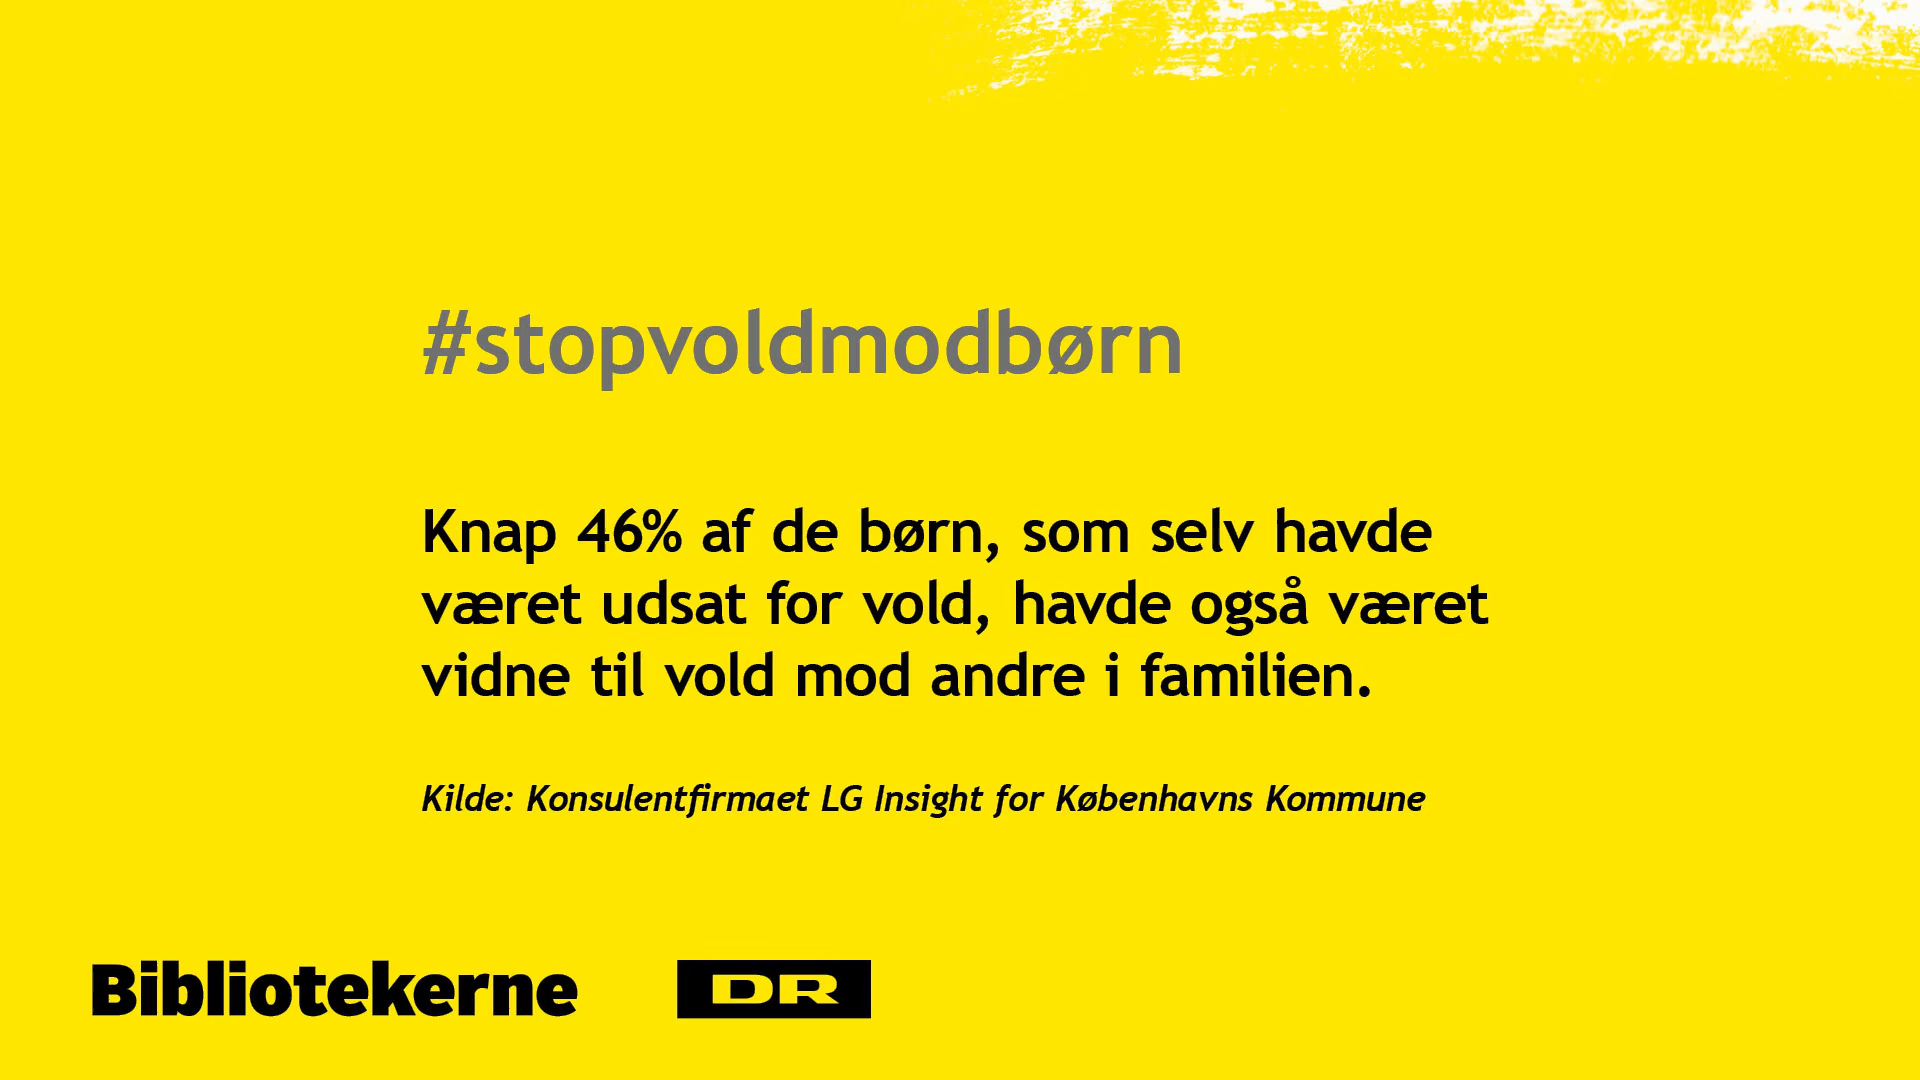 #stopvoldmodbørn
Knap 46% af de børn, som selv havde
været udsat for vold, havde også været
vidne til vold mod andre i familien.
Kilde: Konsulentfirmaet LG Insight for Københavns Kommune
Bibliotekerne
DR